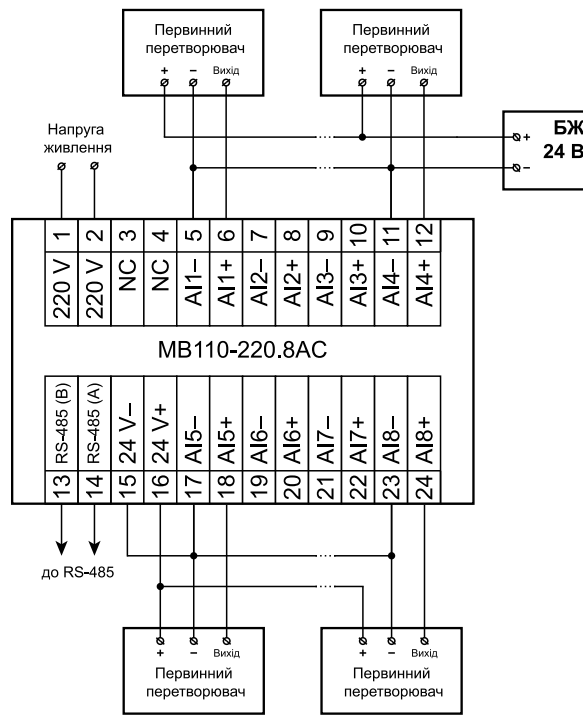 Первинний
перетворювач
+ – Вихід
Первинний
перетворювач
+ – Вихід
+
–
БЖ
24 В
Напруга
живлення
1 2 3 4 5 6 7 8 9 10 11 12
220 V 220 V NC NC AI1– AI1+ AI2– AI2+ AI3– AI3+ AI4– AI4+
МВ110-220.8АС
RS-485 (B) RS-485 (A) 24 V– 24 V+ AI5– AI5+ AI6– AI6+ AI7– AI7+ AI8– AI8+
13 14 15 16 17 18 19 20 21 22 23 24
до RS-485
+ – Вихід
Первинний
перетворювач
+ – Вихід
Первинний
перетворювач